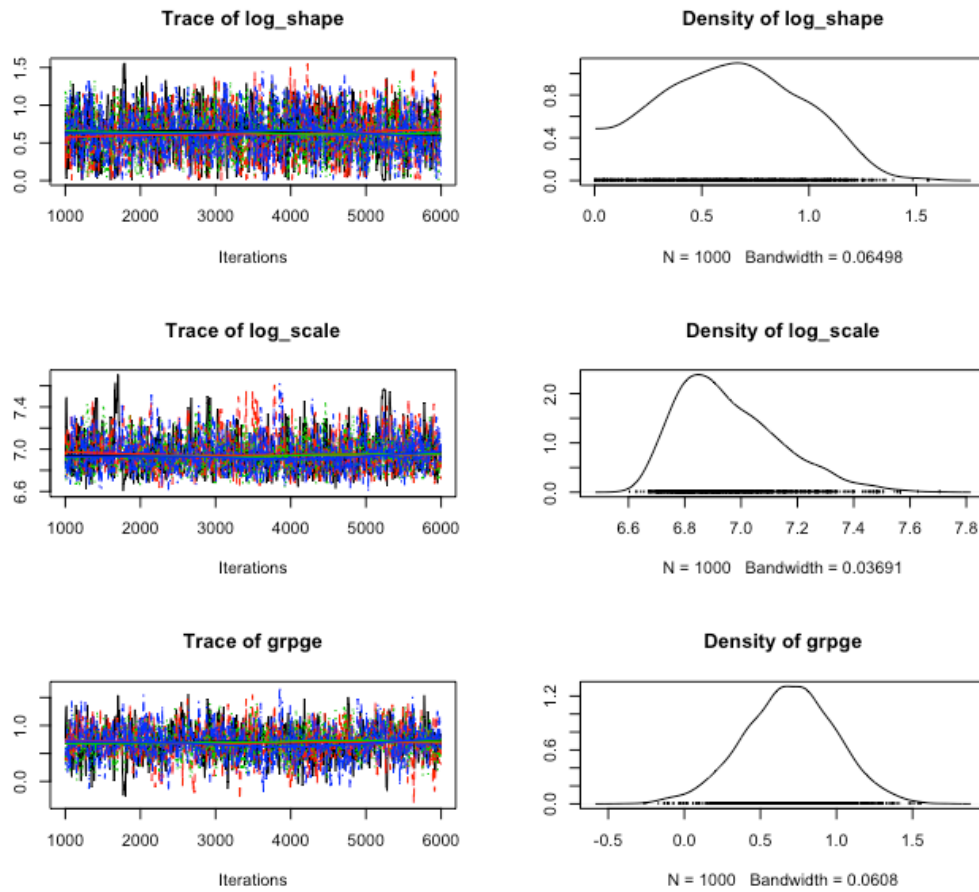 Trace of log_shape
0.0 0.5 1.0 1.5
1000 2000 3000 4000 5000 6000
Iterations
Density of log_shape
0.0 0.4 0.8
0.0 0.5 1.0 1.5
N = 1000 Bandwidth = 0.06498
Trace of log_scale
6.6 7.0 7.4
1000 2000 3000 4000 5000 6000
Iterations
Density of log_scale
0.0 1.0 2.0
6.6 6.8 7.0 7.2 7.4 7.6 7.8
N = 1000 Bandwidth = 0.03691
Trace of grpge
0.0 1.0
1000 2000 3000 4000 5000 6000
Iterations
Density of grpge
0.0 0.6 1.2
-0.5 0.0 0.5 1.0 1.5
N = 1000 Bandwidth = 0.0608